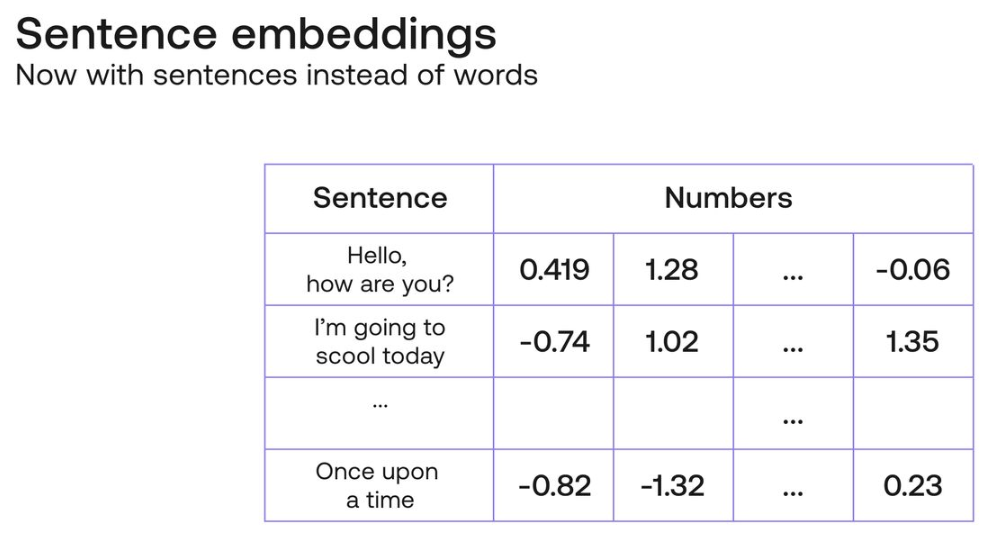 Sentence embeddings
Now with sentences instead of words
Sentence Numbers
Hello,
how are you? 0.419 1.28 ... -0.06
I’m going to
scool today -0.74 1.02 ... 1.35
...
...
Once upon
a time -0.82 -1.32 ... 0.23